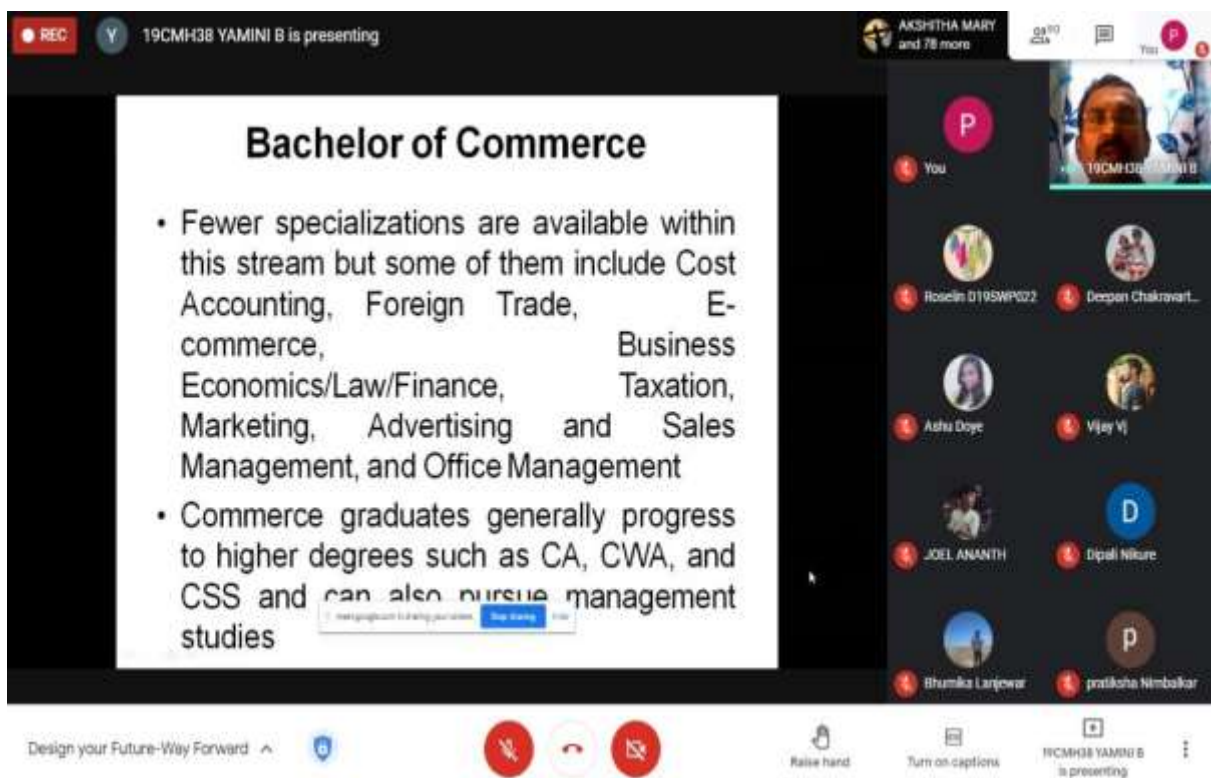 REC
Y
19CMH38 YAMINI B is presenting
AKSHITHA MARY
and 78 more
You
P
Bachelor of Commerce
• Fewer specializations are available within
this stream but some of them include Cost
Accounting, Foreign Trade, E-
commerce, Business
Economics/Law/Finance, Taxation,
Marketing, Advertising and Sales
Management, and Office Management
• Commerce graduates generally progress
to higher degrees such as CA, CWA, and
CSS and can also pursue management
studies
Stop sharing
P
You
19CMH38 YAMINI B
Roselin D19SWP022
Deepan Chakravart...
Ashu Doye
Vijay Vj
JOEL ANANTH
D
Dipali Nikure
Bhumika Lanjewar
p
pratiksha Nimbalkar
Design your Future-Way Forward
Raise hand
Turn on captions
19CMH38 YAMINI B
is presenting